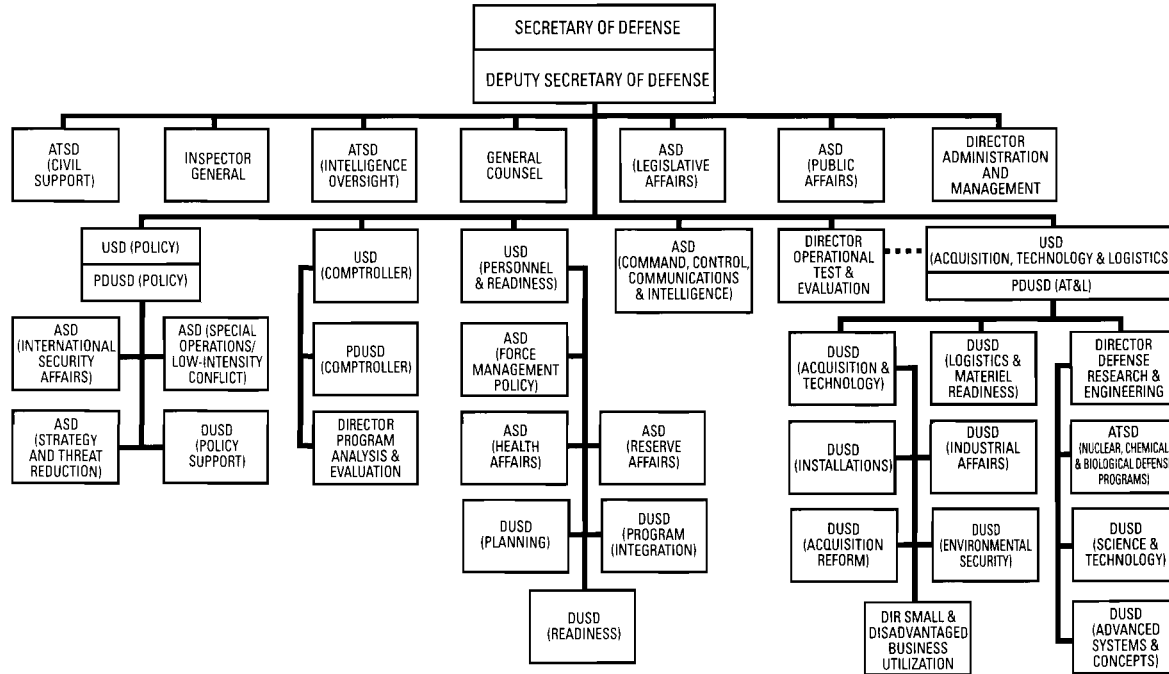 SECRETARY OF DEFENSE
DEPUTY SECRETARY OF DEFENSE
ATSD
(CIVIL
SUPPORT)
INSPECTOR
GENERAL
ATSD
(INTELLIGENCE
OVERSIGHT)
GENERAL
COUNSEL
ASD
(LEGISLATIVE
AFFAIRS)
ASD
(PUBLIC
AFFAIRS)
DIRECTOR
ADMINISTRATION
AND
MANAGEMENT
USD (POLICY)
PDUSD (POLICY)
USD
(COMPTROLLER)
USD
(PERSONNEL
& READINESS)
ASD
(COMMAND, CONTROL,
COMMUNICATIONS
& INTELLIGENCE)
DIRECTOR
OPERATIONAL
TEST &
EVALUATION
USD
(ACQUISITION, TECHNOLOGY & LOGISTICS
PDUSD (AT&L)
ASD
(INTERNATIONAL
SECURITY
AFFAIRS)
ASD (SPECIAL
OPERATIONS/
LOW-INTENSITY
CONFLICT)
PDUSD
(COMPTROLLER)
ASD
(FORCE
MANAGEMENT
POLICY)
DUSD
(ACQUISITION &
TECHNOLOGY)
DUSD
(LOGISTICS &
MATERIEL
READINESS)
DIRECTOR
DEFENSE
RESEARCH &
ENGINEERING
ASD
(STRATEGY
AND THREAT
REDUCTION)
DUSD
(POLICY
SUPPORT)
DIRECTOR
PROGRAM
ANALYSIS &
EVALUATION
ASD
(HEALTH
AFFAIRS)
ASD
(RESERVE
AFFAIRS)
DUSD
(INSTALLATIONS)
DUSD
(INDUSTRIAL
AFFAIRS)
ATSD
(NUCLEAR, CHEMICAL
& BIOLOGICAL DEFENSE
PROGRAMS)
DUSD
(PLANNING)
DUSD
(PROGRAM
INTEGRATION)
DUSD
(ACQUISITION
REFORM)
DUSD
(ENVIRONMENTAL
SECURITY)
DUSD
(SCIENCE &
TECHNOLOGY)
DUSD
(READINESS)
DIR SMALL &
DISADVANTAGED
BUSINESS
UTILIZATION
DUSD
(ADVANCED
SYSTEMS &
CONCEPTS)